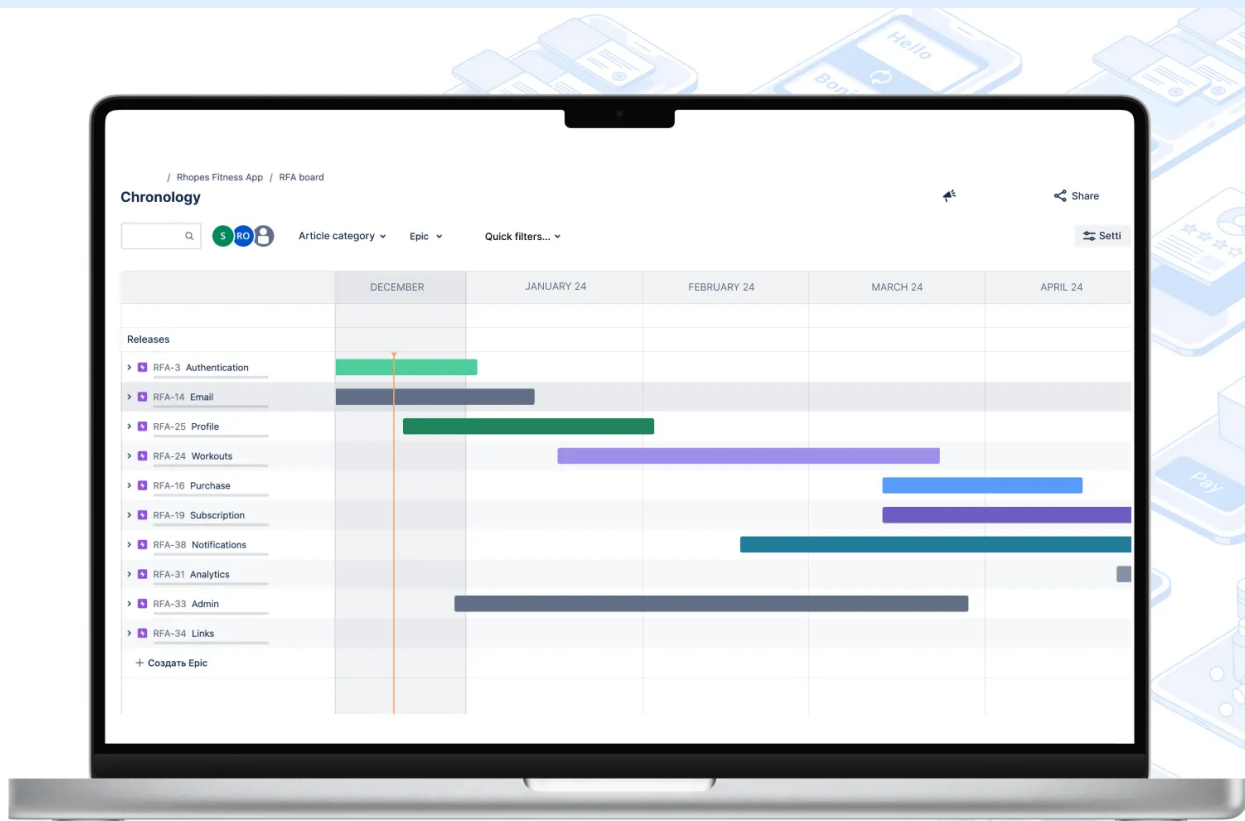 Hello
/ Rhopes Fitness App / RFA board
Chronology
Share
S RO
Article category
Epic
Quick filters...
Setti
DECEMBER
JANUARY 24
FEBRUARY 24
MARCH 24
APRIL 24
Releases
RFA-3 Authentication
RFA-14 Email
RFA-25 Profile
RFA-24 Workouts
RFA-16 Purchase
RFA-19 Subscription
RFA-38 Notifications
RFA-31 Analytics
RFA-33 Admin
RFA-34 Links
+ Создать Epic
Pay